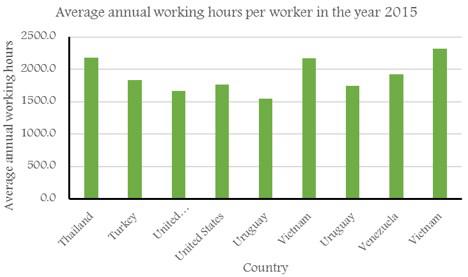 Average annual working hours per worker in the year 2015
Average annual working hours
2500.0
2000.0
1500.0
1000.0
500.0
0.0
Thailand
Turkey
United...
United States
Uruguay
Vietnam
Uruguay
Venezuela
Vietnam
Country